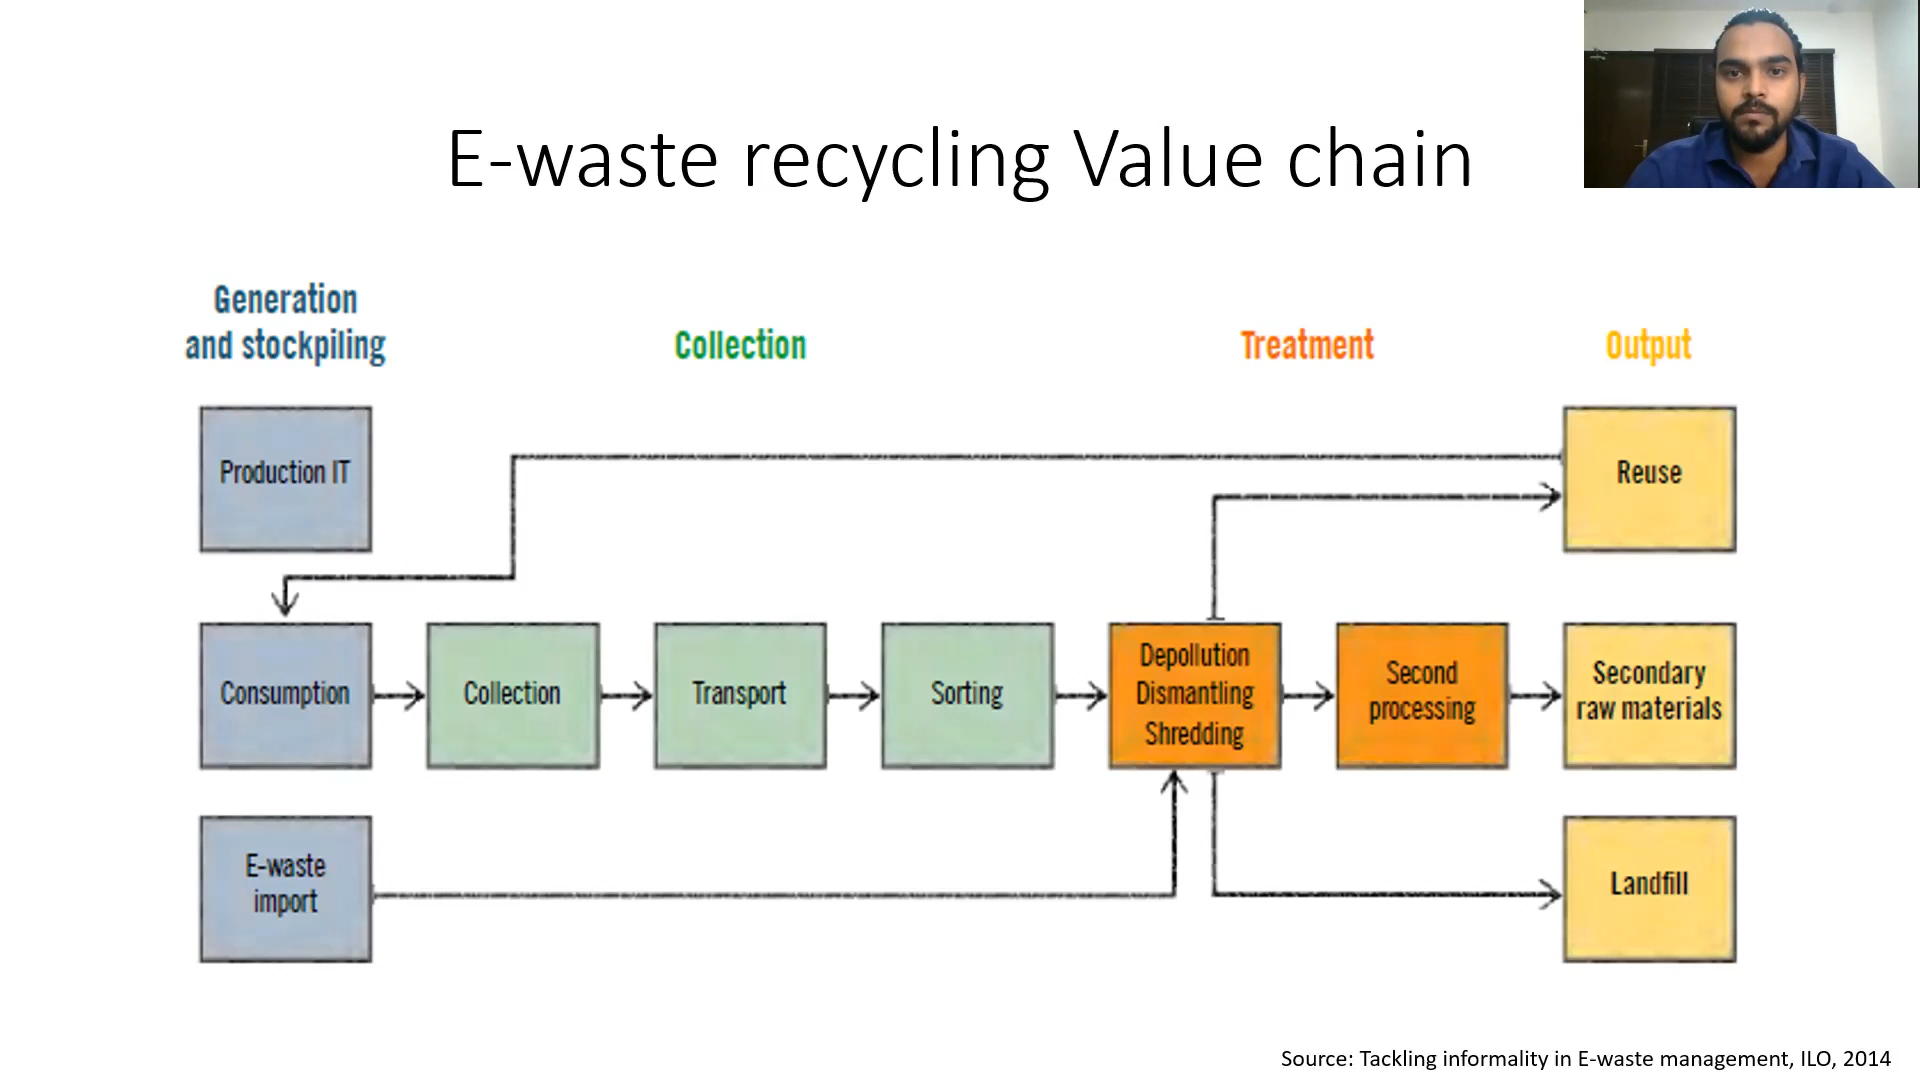 E-waste recycling Value chain
Generation
and stockpiling
Collection
Treatment
Output
Production IT
Reuse
Consumption
Collection
Transport
Sorting
Depollution
Dismantling
Shredding
Second
processing
Secondary
raw materials
E-waste
import
Landfill
Source: Tackling informality in E-waste management, ILO, 2014